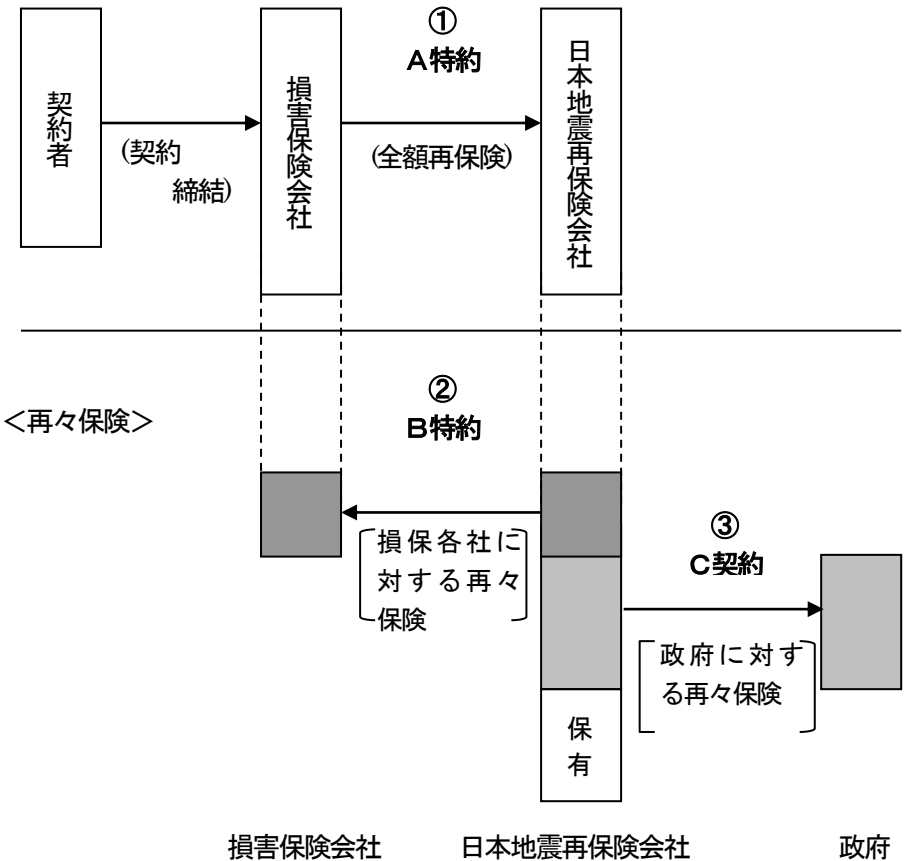 ①
A特約
契約者
損害保険会社
日本地震再保険会社
(契約
締結)
(全額再保険)
②
B特約
<再々保険>
損保各社に
対する再々
保険
③
C契約
政府に対す
る再々保険
保
有
損害保険会社
日本地震再保険会社
政府